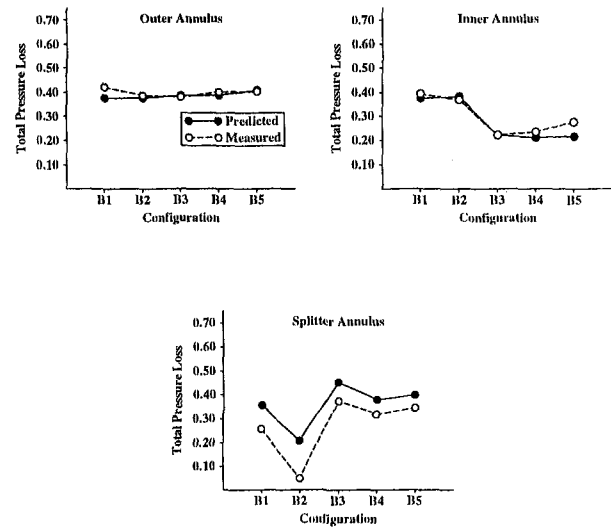 Outer Annulus
0.70
0.60
0.50
0.40
0.30
0.20
0.10
Total Pressure Loss
Predicted
Measured
B1 B2 B3 B4 B5
Configuration
Inner Annulus
0.70
0.60
0.50
0.40
0.30
0.20
0.10
Total Pressure Loss
B1 B2 B3 B4 B5
Configuration
Splitter Annulus
0.70
0.60
0.50
0.40
0.30
0.20
0.10
Total Pressure Loss
B1 B2 B3 B4 B5
Configuration